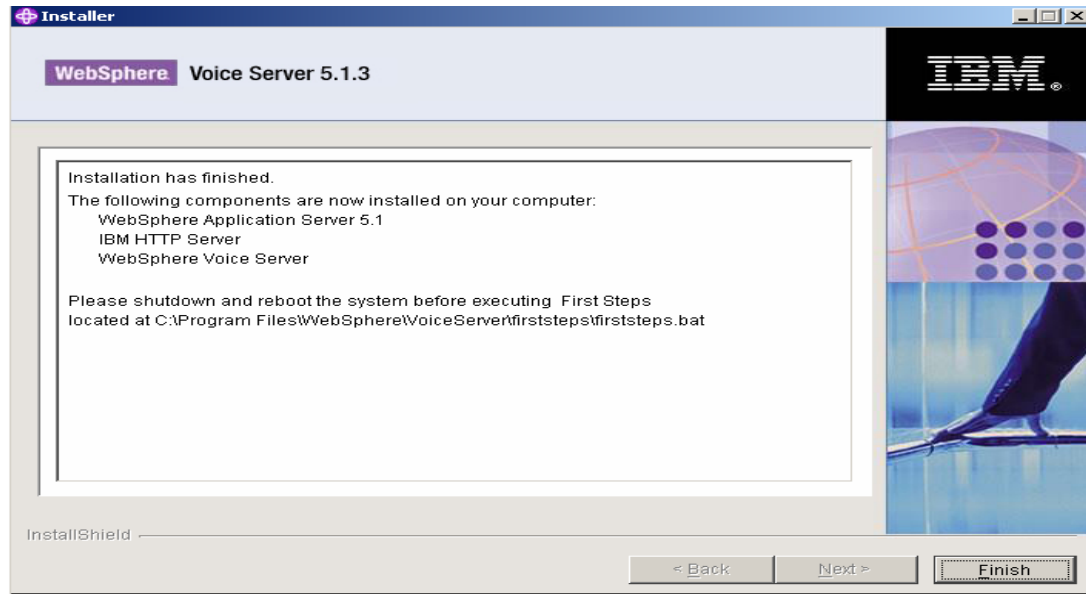 Installer
WebSphere. Voice Server 5.1.3
IBM®
Installation has finished.
The following components are now installed on your computer:
WebSphere Application Server 5.1
IBM HTTP Server
WebSphere Voice Server
Please shutdown and reboot the system before executing  First Steps
located at C:\Program Files\WebSphere\VoiceServer\firststeps\firststeps.bat
InstallShield
< Back
Next >
Finish